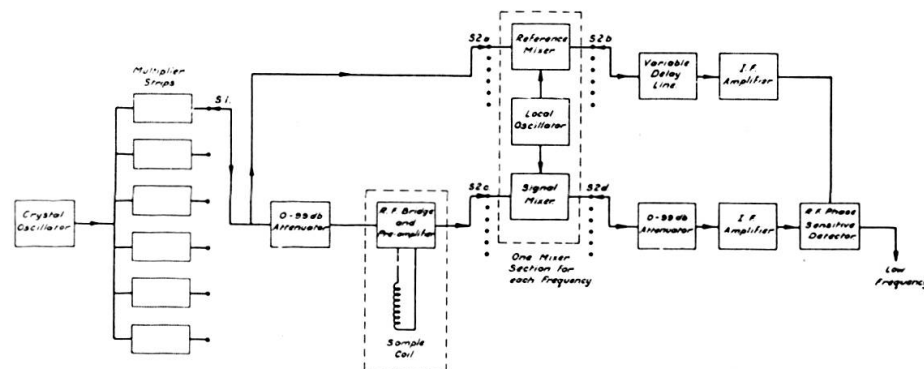 Multiplier
Strips
S1.
Crystal
Oscillator
0-99db
Attenuator
R.F Bridge
and
Pre-amplifier
Sample
Coil
S2a
Reference
Mixer
S2b
Local
Oscillator
S2c
Signal
Mixer
S2d
One Mixer
Section for
each Frequency
Variable
Delay
Line
I.F.
Amplifier
0-99db
Attenuator
I.F
Amplifier
R.F. Phase
Sensitive
Detector
Low
Frequency